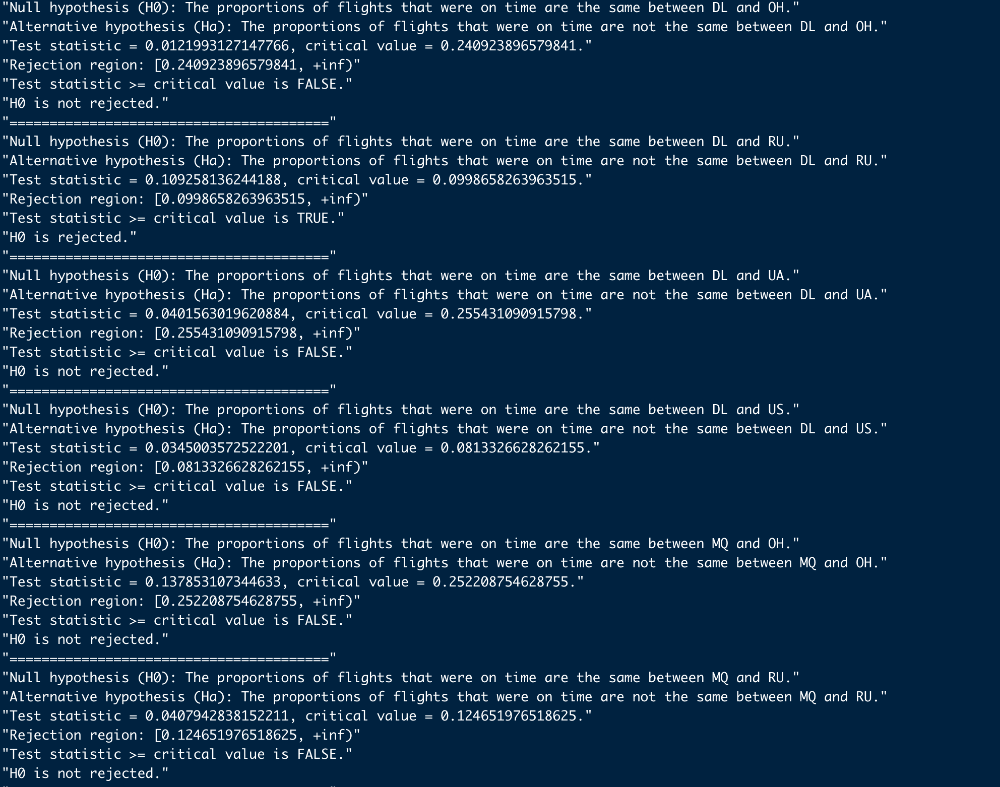 "Null hypothesis (H0): The proportions of flights that were on time are the same between DL and OH."
"Alternative hypothesis (Ha): The proportions of flights that were on time are not the same between DL and OH."
"Test statistic = 0.0121993127147766, critical value = 0.240923896579841."
"Rejection region: [0.240923896579841, +inf)"
"Test statistic >= critical value is FALSE."
"H0 is not rejected."
"========================================"
"Null hypothesis (H0): The proportions of flights that were on time are the same between DL and RU."
"Alternative hypothesis (Ha): The proportions of flights that were on time are not the same between DL and RU."
"Test statistic = 0.109258136244188, critical value = 0.0998658263963515."
"Rejection region: [0.0998658263963515, +inf)"
"Test statistic >= critical value is TRUE."
"H0 is rejected."
"========================================"
"Null hypothesis (H0): The proportions of flights that were on time are the same between DL and UA."
"Alternative hypothesis (Ha): The proportions of flights that were on time are not the same between DL and UA."
"Test statistic = 0.0401563019620884, critical value = 0.255431090915798."
"Rejection region: [0.255431090915798, +inf)"
"Test statistic >= critical value is FALSE."
"H0 is not rejected."
"========================================"
"Null hypothesis (H0): The proportions of flights that were on time are the same between DL and US."
"Alternative hypothesis (Ha): The proportions of flights that were on time are not the same between DL and US."
"Test statistic = 0.0345003572522201, critical value = 0.0813326628262155."
"Rejection region: [0.0813326628262155, +inf)"
"Test statistic >= critical value is FALSE."
"H0 is not rejected."
"========================================"
"Null hypothesis (H0): The proportions of flights that were on time are the same between MQ and OH."
"Alternative hypothesis (Ha): The proportions of flights that were on time are not the same between MQ and OH."
"Test statistic = 0.137853107344633, critical value = 0.252208754628755."
"Rejection region: [0.252208754628755, +inf)"
"Test statistic >= critical value is FALSE."
"H0 is not rejected."
"========================================"
"Null hypothesis (H0): The proportions of flights that were on time are the same between MQ and RU."
"Alternative hypothesis (Ha): The proportions of flights that were on time are not the same between MQ and RU."
"Test statistic = 0.0407942838152211, critical value = 0.124651976518625."
"Rejection region: [0.124651976518625, +inf)"
"Test statistic >= critical value is FALSE."
"H0 is not rejected."